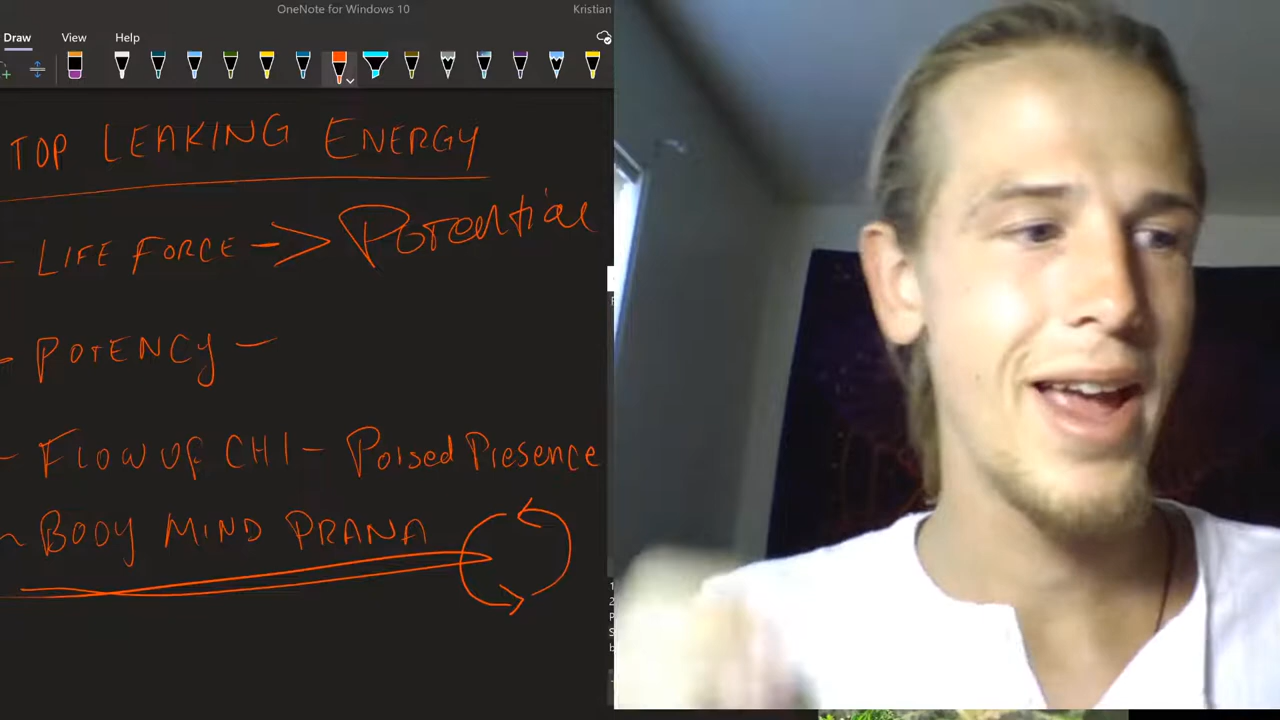 OneNote for Windows 10
Kristian
Draw View Help
TOP LEAKING ENERGY
- LIFE FORCE -> Potential
- POTENCY -
- FLOW OF CHI - Poised Presence
~ BODY MIND PRANA